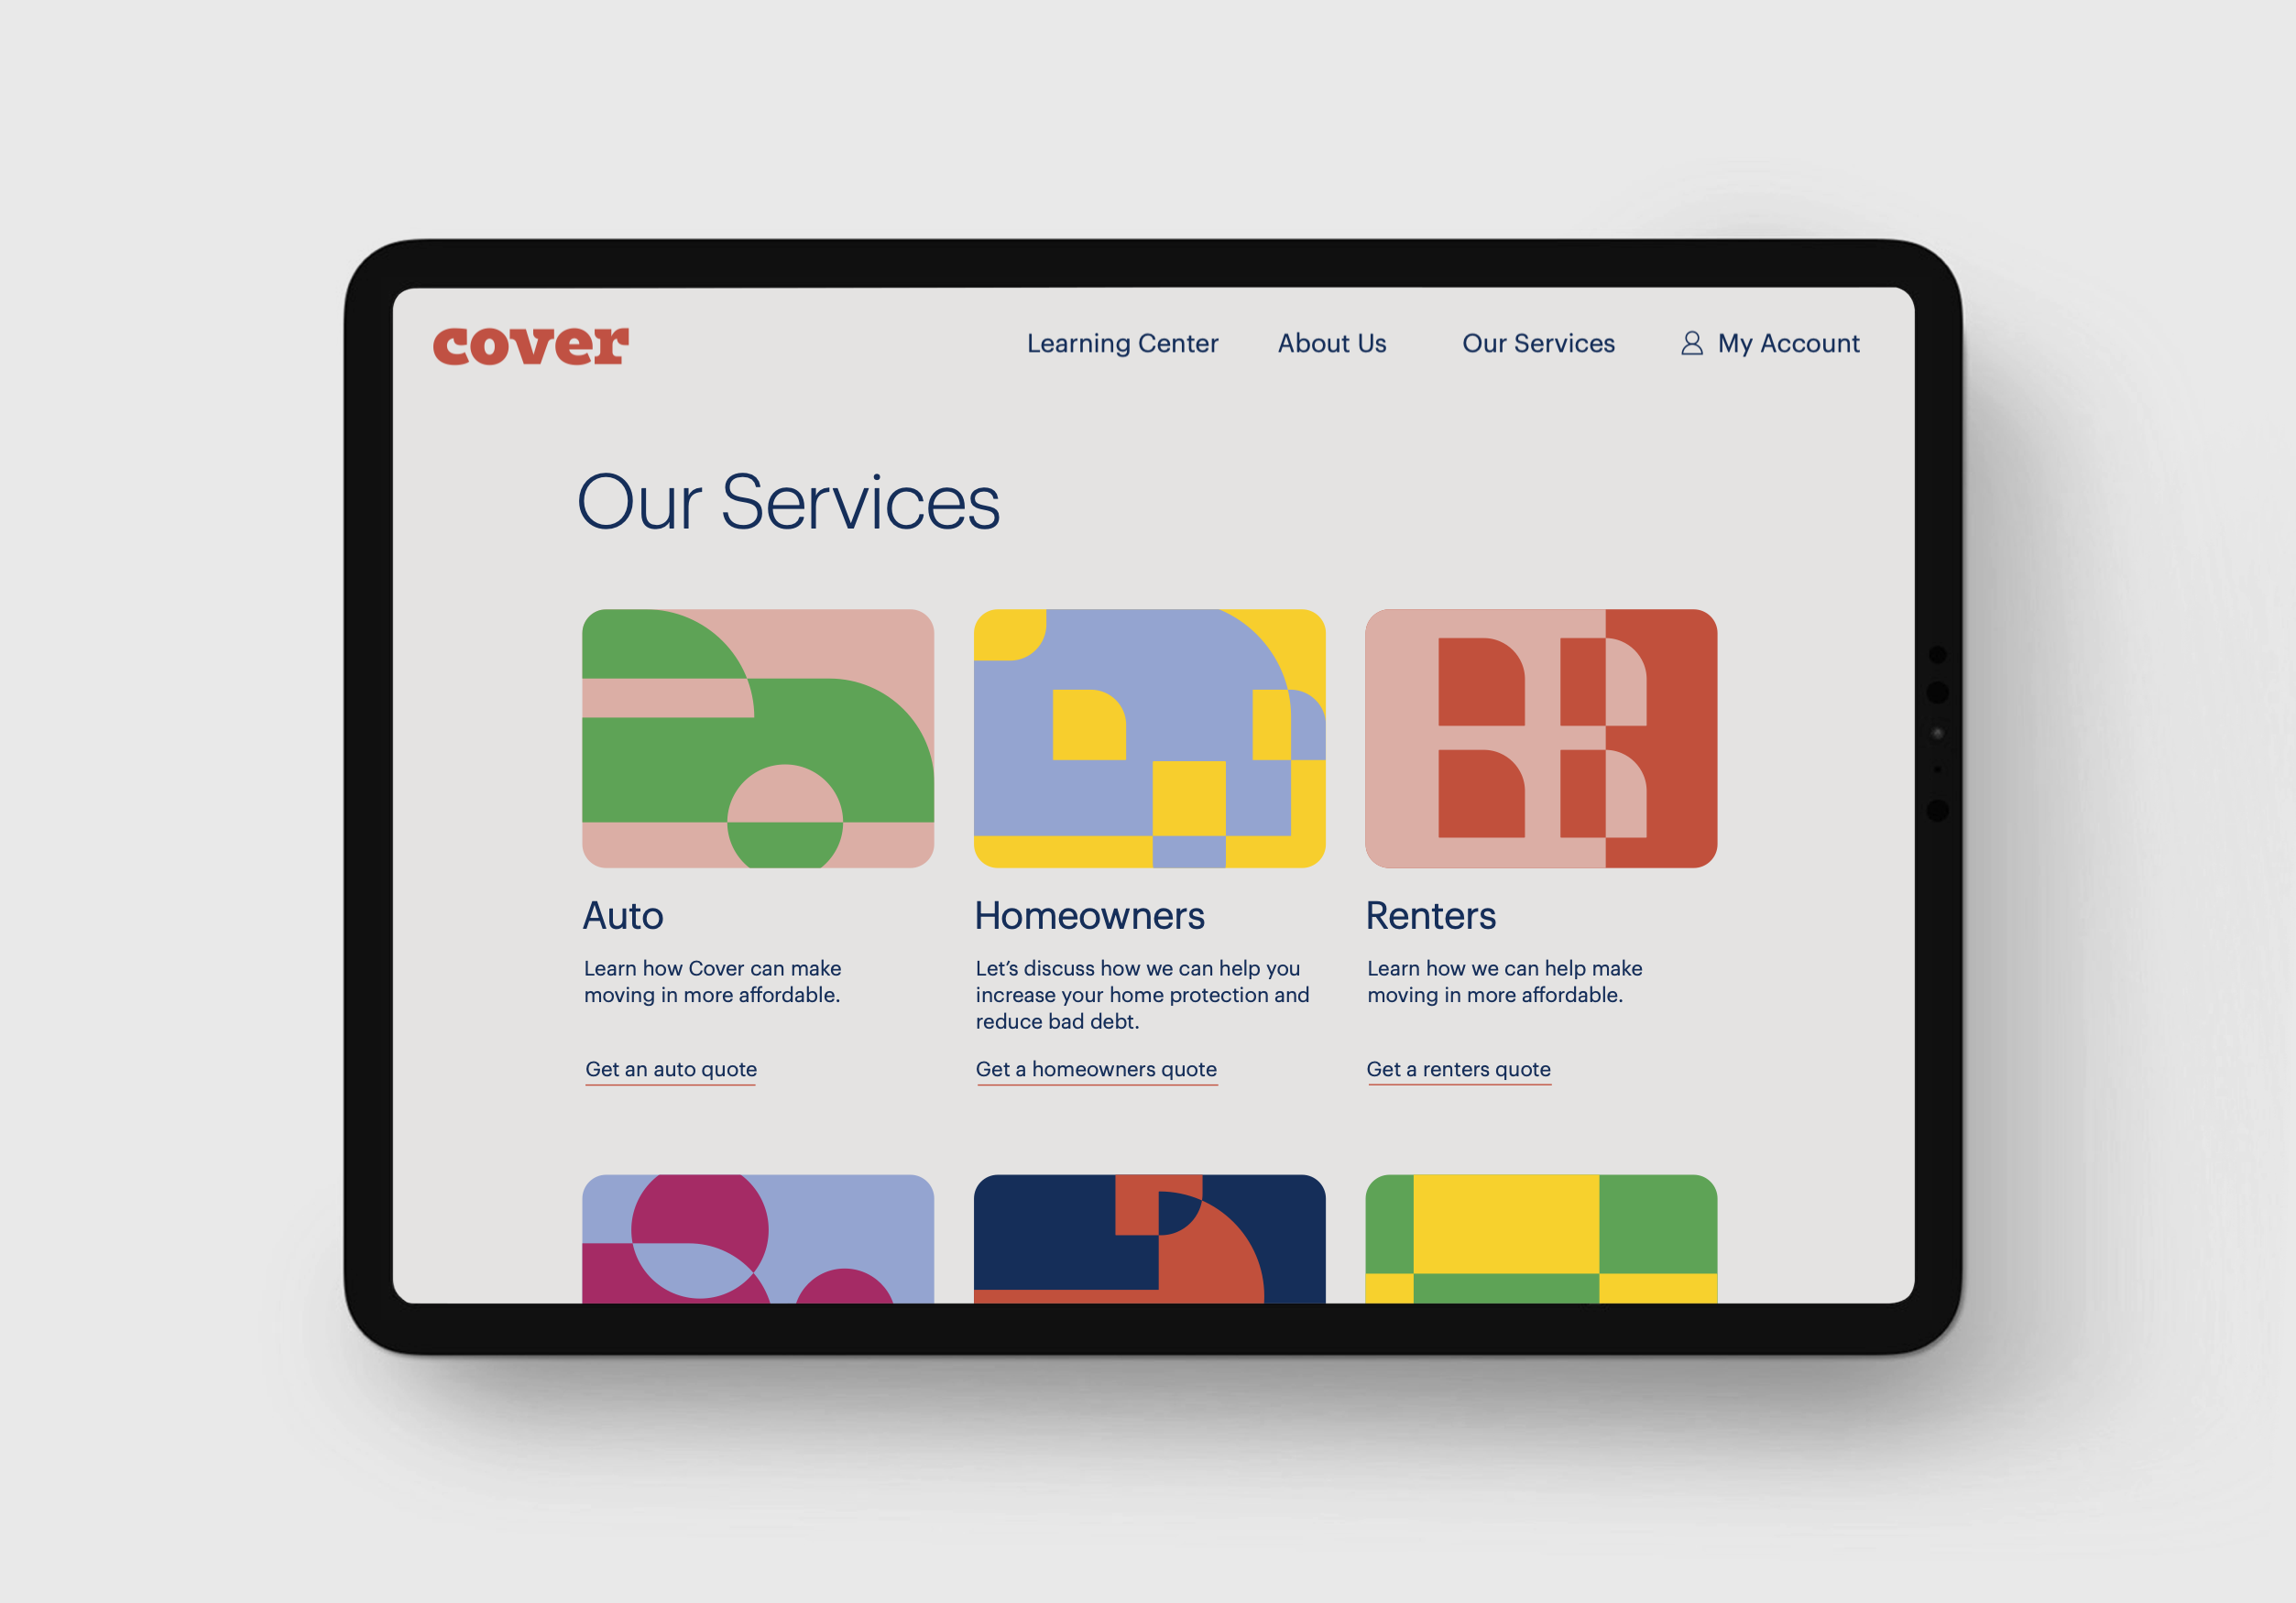 cover
Learning Center
About Us
Our Services
My Account
Our Services
Auto
Learn how Cover can make
moving in more affordable.
Get an auto quote
Homeowners
Let’s discuss how we can help you
increase your home protection and
reduce bad debt.
Get a homeowners quote
Renters
Learn how we can help make
moving in more affordable.
Get a renters quote